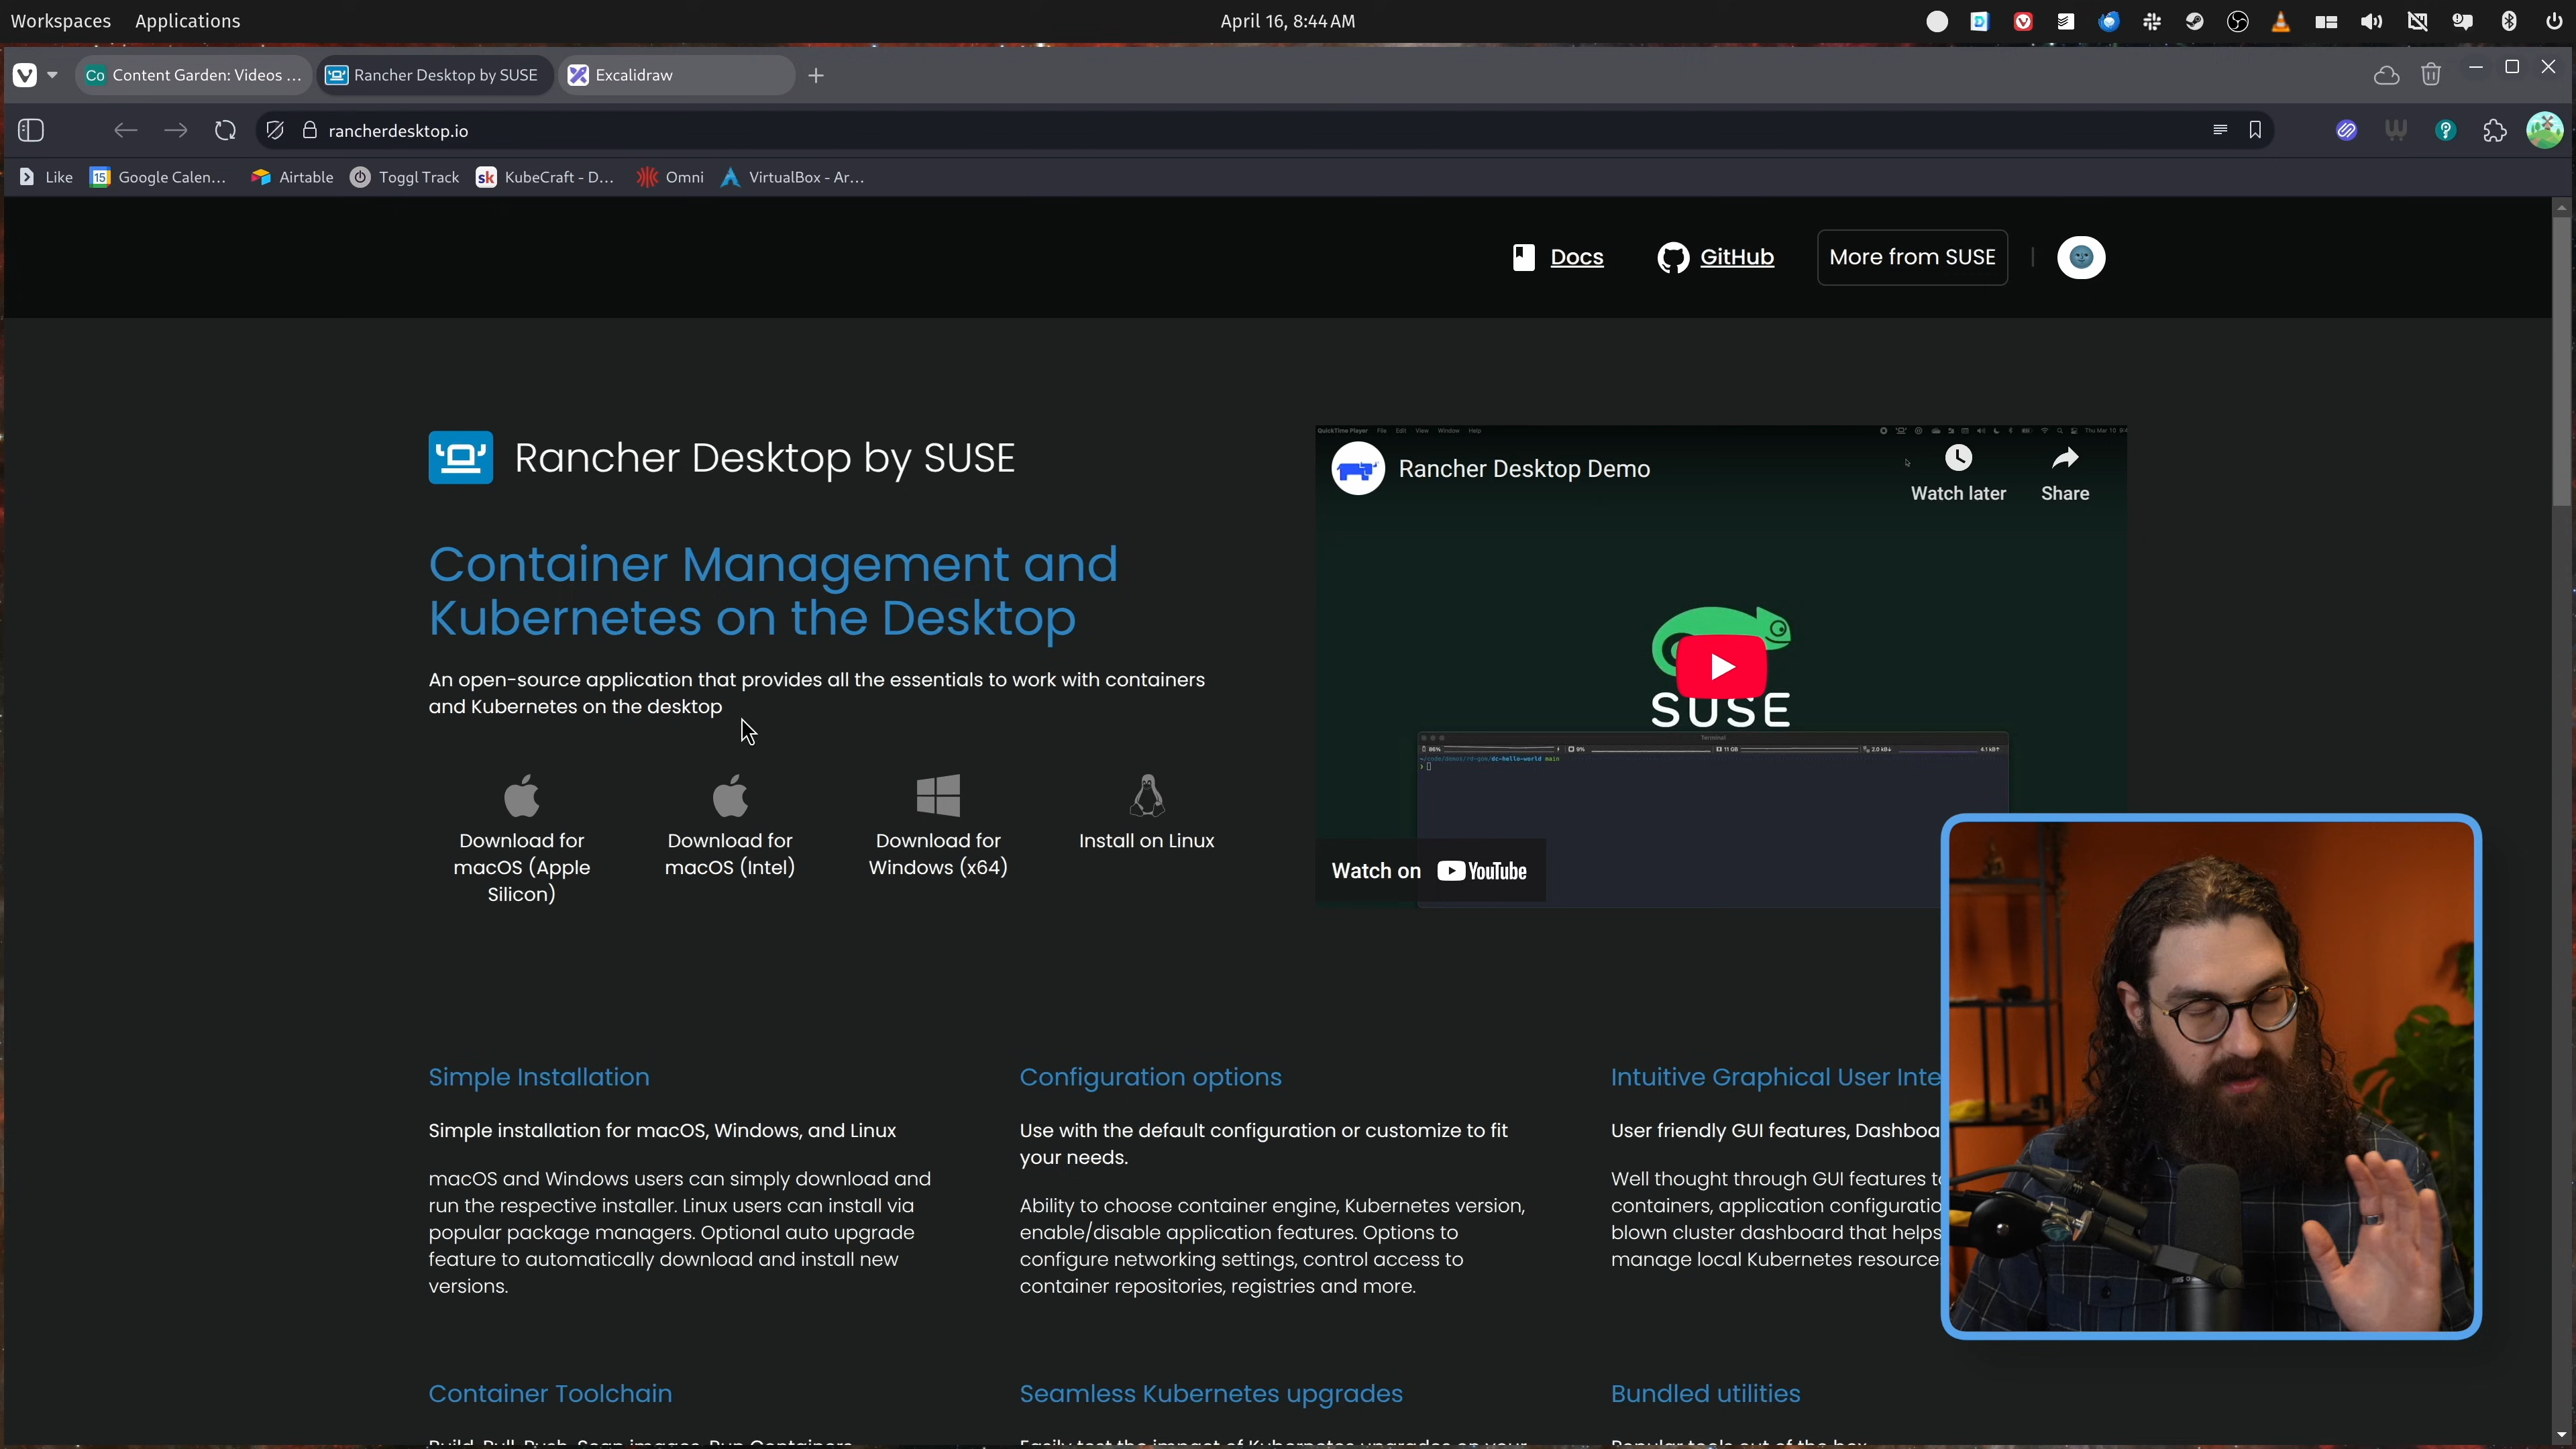 Workspaces Applications April 16, 8:44 AM
Content Garden: Videos ... Rancher Desktop by SUSE Excalidraw
rancherdesktop.io
Like Google Calen... Airtable Toggl Track KubeCraft - D... Omni VirtualBox - Ar...
Docs GitHub More from SUSE
Rancher Desktop by SUSE
Container Management and
Kubernetes on the Desktop
An open-source application that provides all the essentials to work with containers
and Kubernetes on the desktop
Download for
macOS (Apple
Silicon)
Download for
macOS (Intel)
Download for
Windows (x64)
Install on Linux
QuickTime Player File Edit View Window Help
Rancher Desktop Demo
Watch later
Share
SUSE
Terminal
Watch on YouTube
Simple Installation
Simple installation for macOS, Windows, and Linux
macOS and Windows users can simply download and
run the respective installer. Linux users can install via
popular package managers. Optional auto upgrade
feature to automatically download and install new
versions.
Configuration options
Use with the default configuration or customize to fit
your needs.
Ability to choose container engine, Kubernetes version,
enable/disable application features. Options to
configure networking settings, control access to
container repositories, registries and more.
Intuitive Graphical User Inte
User friendly GUI features, Dashboa
Well thought through GUI features t
containers, application configuratio
blown cluster dashboard that helps
manage local Kubernetes resource
Container Toolchain
Seamless Kubernetes upgrades
Bundled utilities